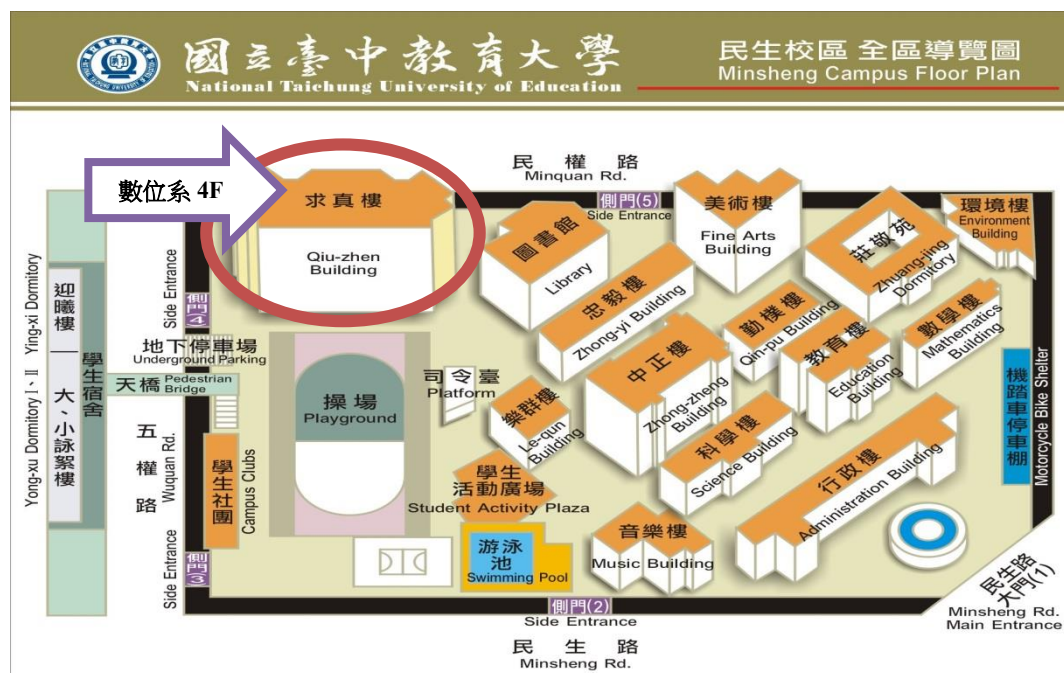 國立臺中教育大學
National Taichung University of Education
民生校區 全區導覽圖
Minsheng Campus Floor Plan
數位系 4F
求真樓
Qiu-zhen
Building
民權路
Minquan Rd.
側門(5)
Side Entrance
圖書館
Library
美術樓
Fine Arts
Building
環境樓
Environment
Building
莊敬苑
Zhuang-jing
Dormitory
忠毅樓
Zhong-yi Building
勤樸樓
Qin-pu Building
教育樓
Education
Building
數學樓
Mathematics
Building
中正樓
Zhong-zheng
Building
Side Entrance
側門(4)
Ying-xi Dormitory
Yong-xu Dormitory I、II
迎曦樓
大、小詠絮樓
學生宿舍
地下停車場
Underground Parking
天橋
Pedestrian
Bridge
五權路
Wuquan Rd.
操場
Playground
司令臺
Platform
樂群樓
Le-qun
Building
科學樓
Science Building
行政樓
Administration Building
機踏車停車棚
Motorcycle Bike Shelter
學生社團
Campus Clubs
學生
活動廣場
Student Activity Plaza
游泳
池
Swimming Pool
音樂樓
Music Building
Side Entrance
側門(3)
側門(2)
Side Entrance
民生路
大門(1)
Minsheng Rd.
Main Entrance
民生路
Minsheng Rd.